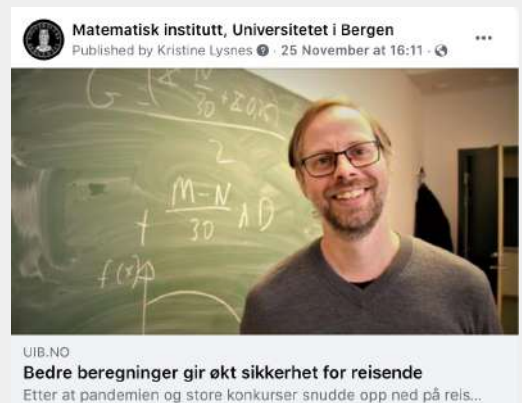 Matematisk institutt, Universitetet i Bergen
Published by Kristine Lysnes · 25 November at 16:11 ·
N
30
2
+ M-N
30 λ D
f(x)
UIB.NO
Bedre beregninger gir økt sikkerhet for reisende
Etter at pandemien og store konkurser snudde opp ned på reis...